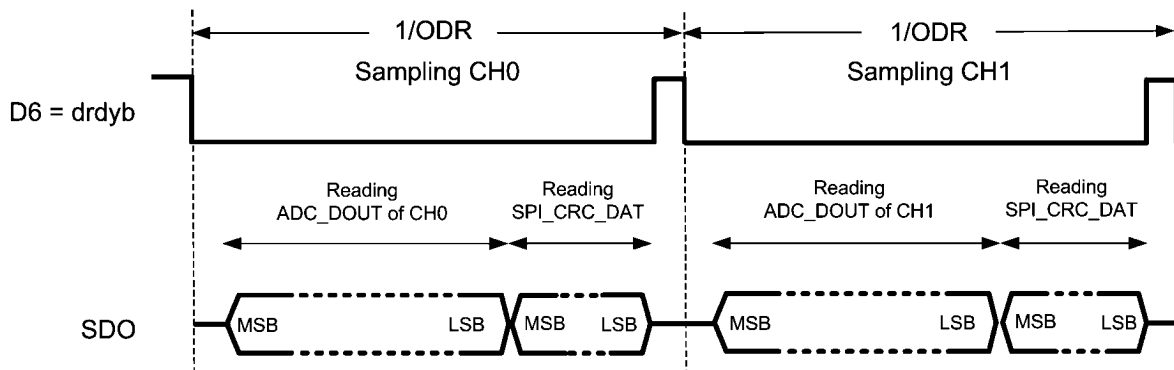 1/ODR
1/ODR
Sampling CH0
Sampling CH1
D6 = drdyb
Reading
ADC_DOUT of CH0
Reading
SPI_CRC_DAT
Reading
ADC_DOUT of CH1
Reading
SPI_CRC_DAT
SDO
MSB
LSB
MSB
LSB
MSB
LSB
MSB
LSB